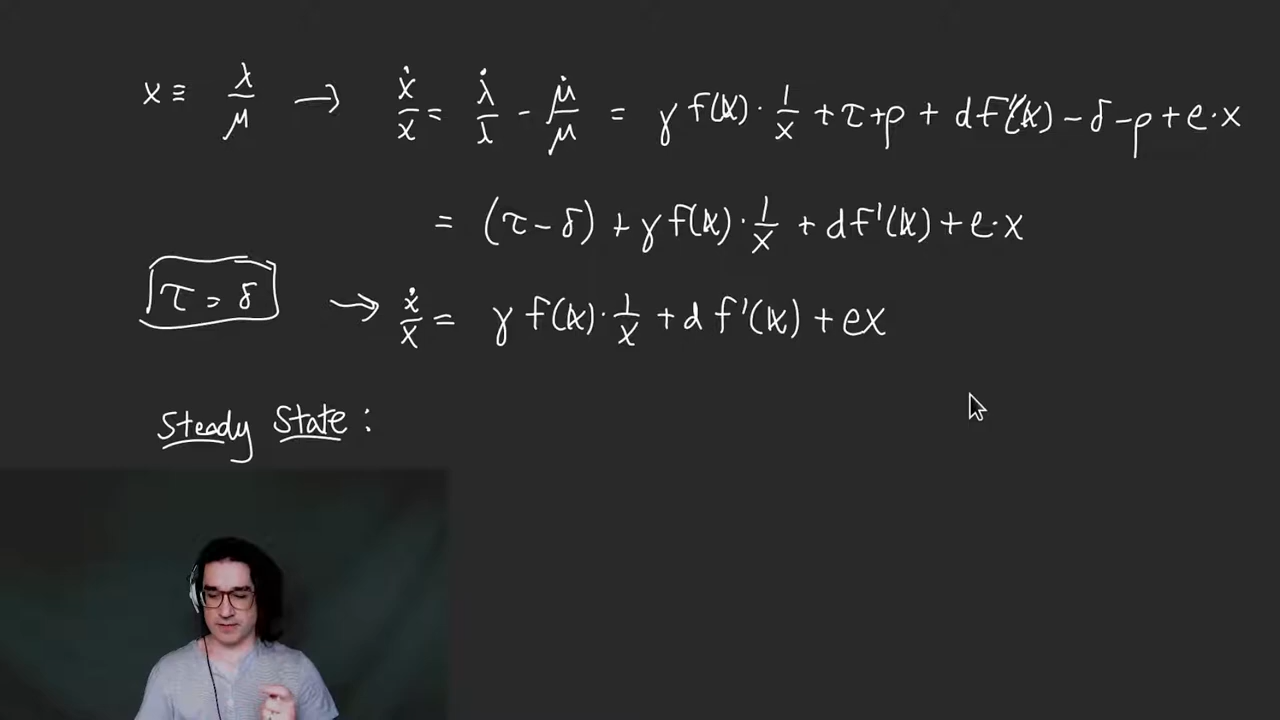 x ≡ λ/μ → ẋ/x = λ̇/λ - μ̇/μ = γ f(k) · 1/x + τ + ρ + d f'(k) - δ - ρ + e · x
= (τ - δ) + γ f(k) · 1/x + d f'(k) + e · x
τ = δ → ẋ/x = γ f(k) · 1/x + d f'(k) + ex
Steady State :